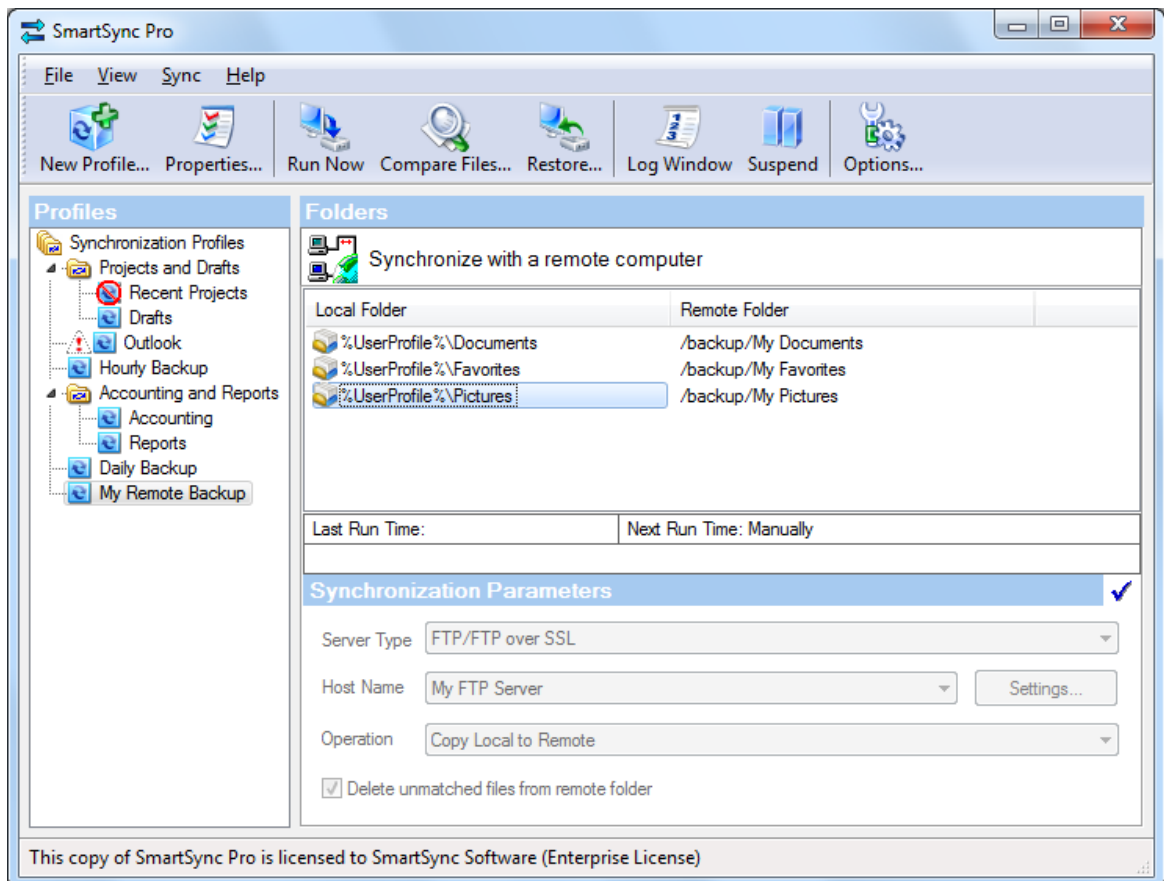 SmartSync Pro
File View Sync Help
New Profile... Properties... Run Now Compare Files... Restore... Log Window Suspend Options...
Profiles
Synchronization Profiles
Projects and Drafts
Recent Projects
Drafts
Outlook
Hourly Backup
Accounting and Reports
Accounting
Reports
Daily Backup
My Remote Backup
Folders
Synchronize with a remote computer
Local Folder Remote Folder
%UserProfile%\Documents /backup/My Documents
%UserProfile%\Favorites /backup/My Favorites
%UserProfile%\Pictures /backup/My Pictures
Last Run Time: Next Run Time: Manually
Synchronization Parameters
Server Type FTP/FTP over SSL
Host Name My FTP Server Settings...
Operation Copy Local to Remote
Delete unmatched files from remote folder
This copy of SmartSync Pro is licensed to SmartSync Software (Enterprise License)